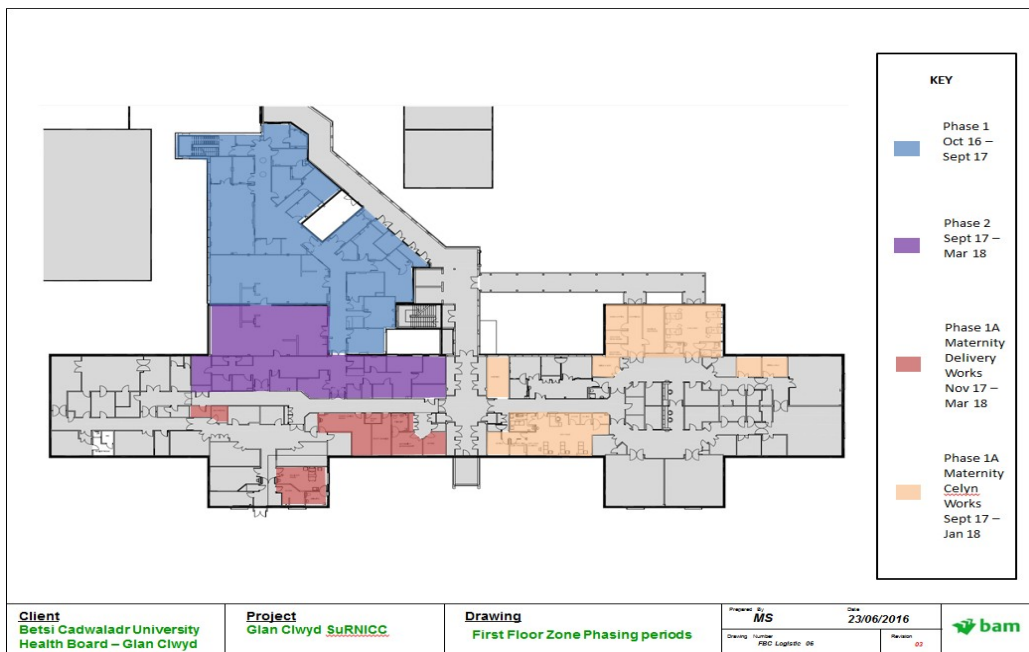 KEY
Phase 1
Oct 16 –
Sept 17
Phase 2
Sept 17 –
Mar 18
Phase 1A
Maternity
Delivery
Works
Nov 17 –
Mar 18
Phase 1A
Maternity
Celyn
Works
Sept 17 –
Jan 18
Client
Betsi Cadwaladr University
Health Board – Glan Clwyd
Project
Glan Clwyd SuRNICC
Drawing
First Floor Zone Phasing periods
Prepared By
MS
Date
23/06/2016
Drawing Number
FBC Logistic 06
Revision
03
bam